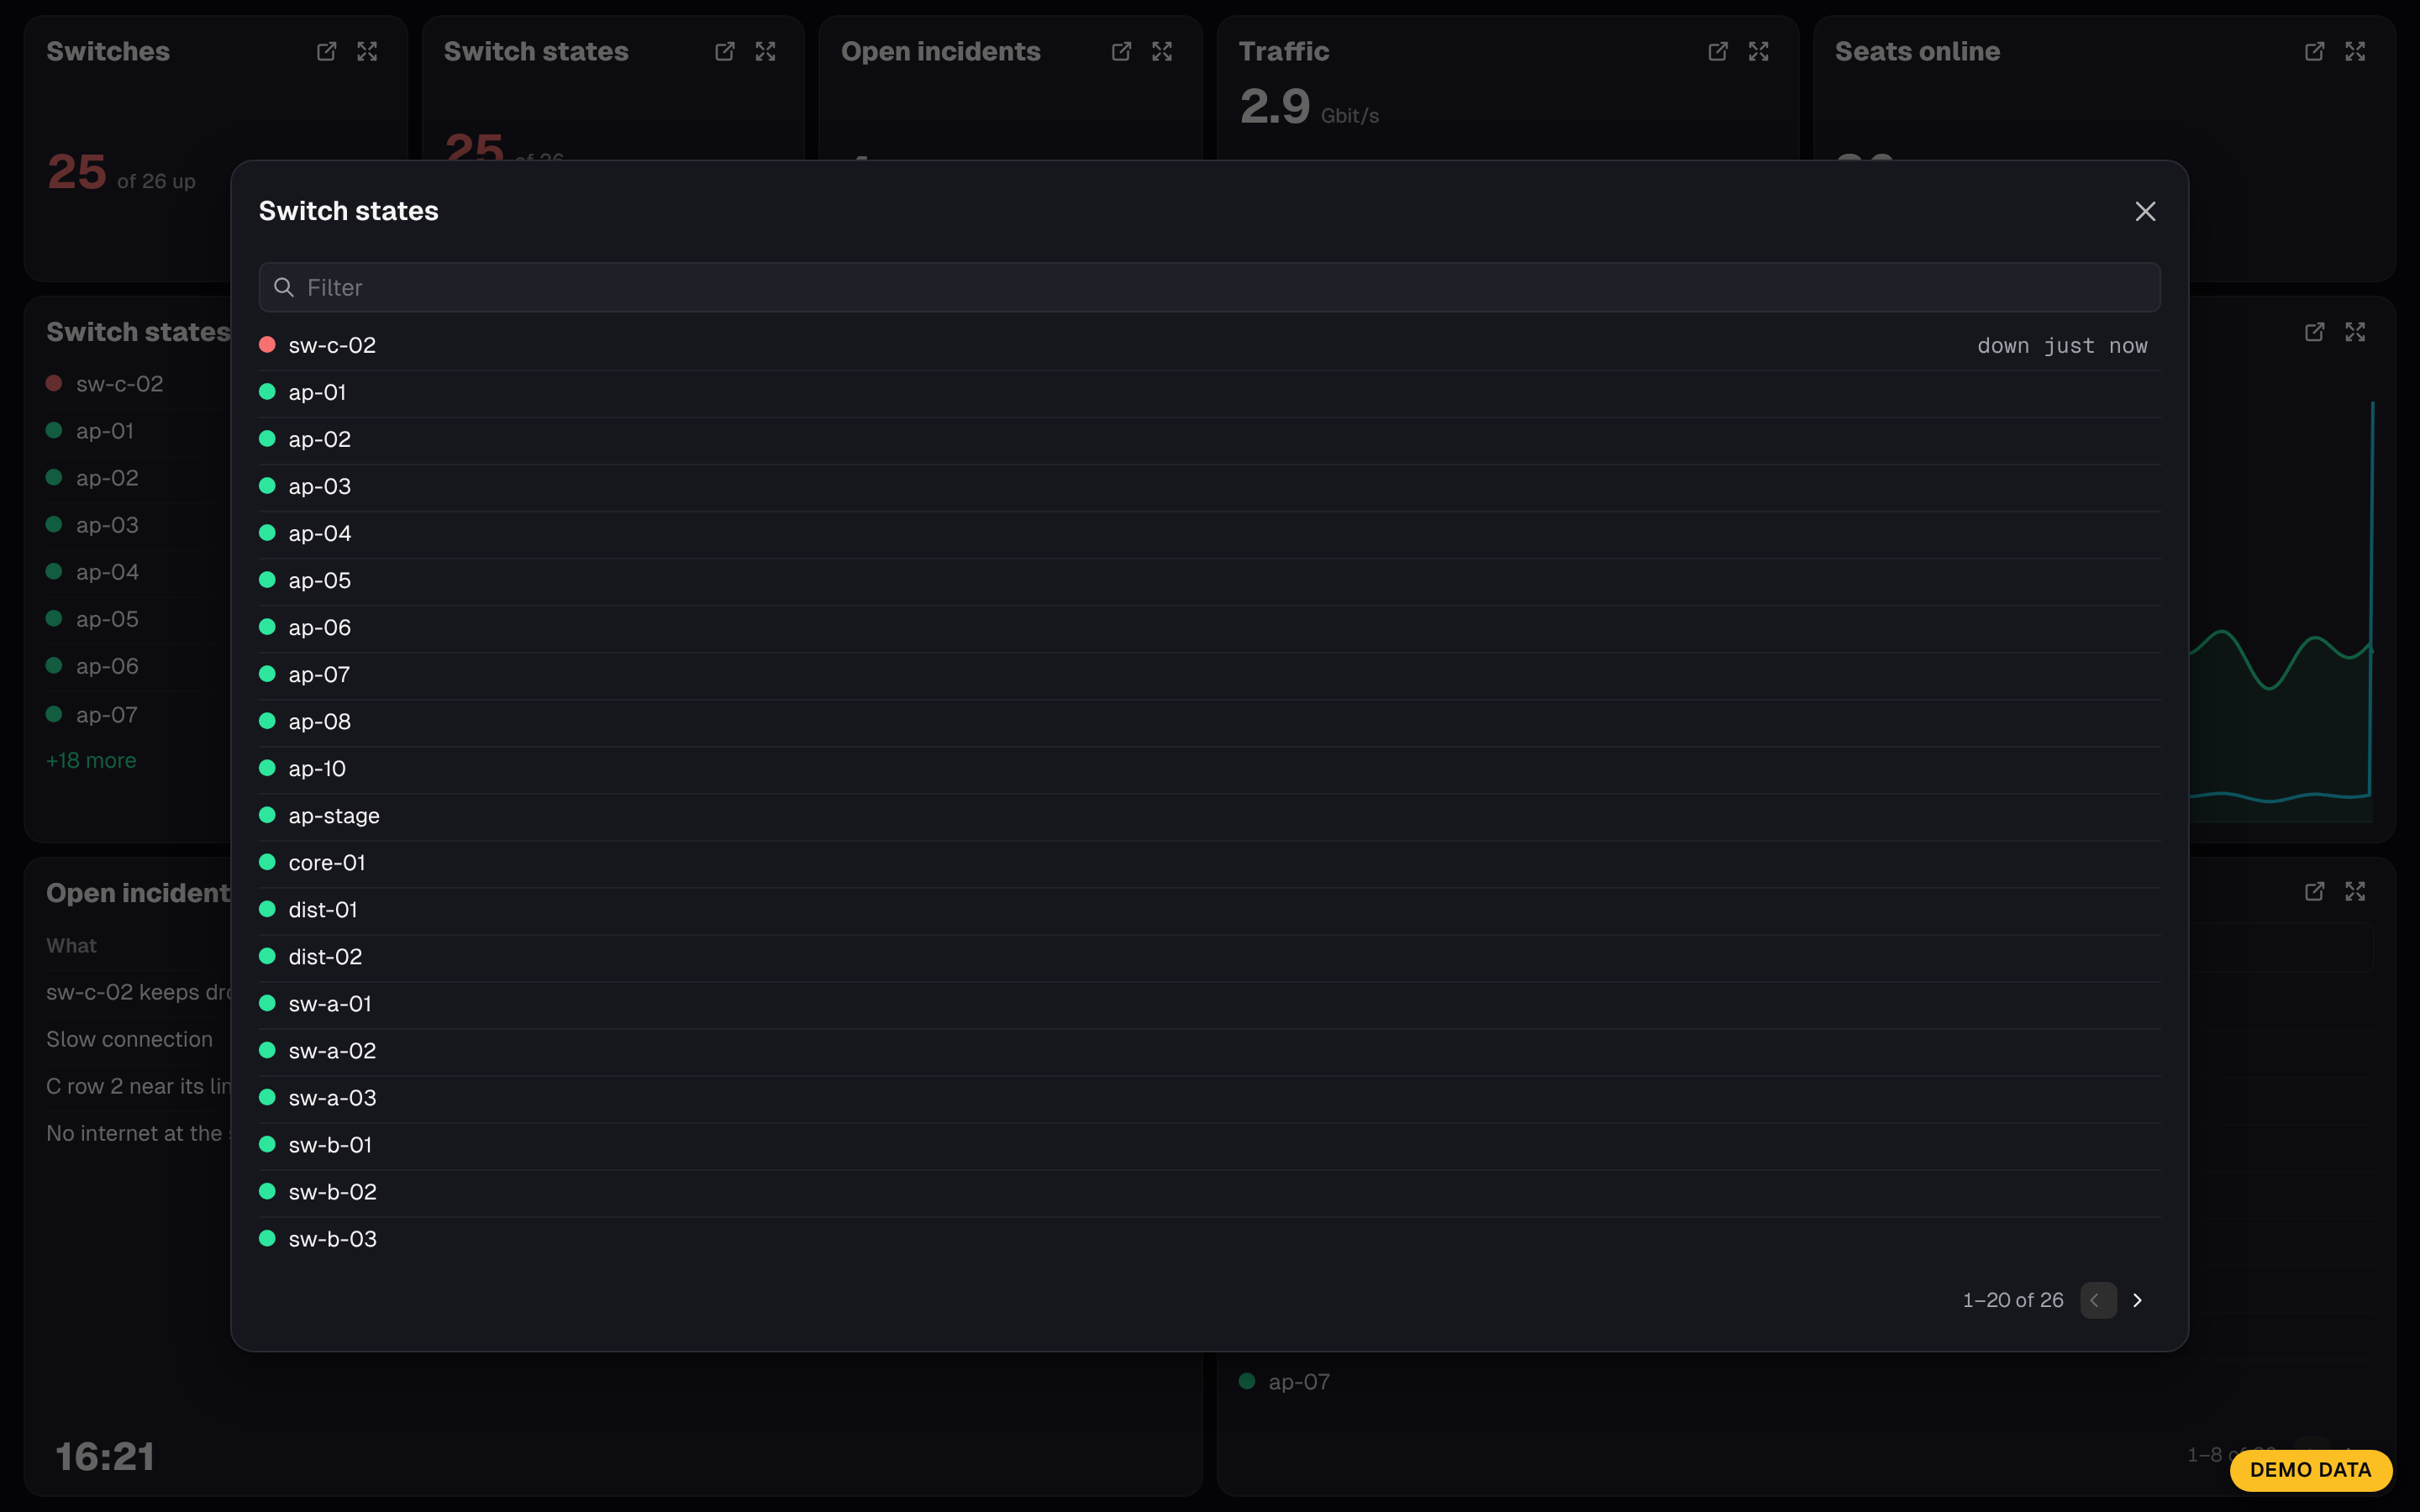 Switches
Switch states
Open incidents
Traffic
Seats online
2.9 Gbit/s
25 of 26 up
25 of 26
Switch states
Filter
sw-c-02 down just now
ap-01
ap-02
ap-03
ap-04
ap-05
ap-06
ap-07
ap-08
ap-10
ap-stage
core-01
dist-01
dist-02
sw-a-01
sw-a-02
sw-a-03
sw-b-01
sw-b-02
sw-b-03
1–20 of 26
Switch states
sw-c-02
ap-01
ap-02
ap-03
ap-04
ap-05
ap-06
ap-07
+18 more
Open incident
What
sw-c-02 keeps
Slow connection
C row 2 near its
No internet at the
ap-07
16:21
1–8
DEMO DATA